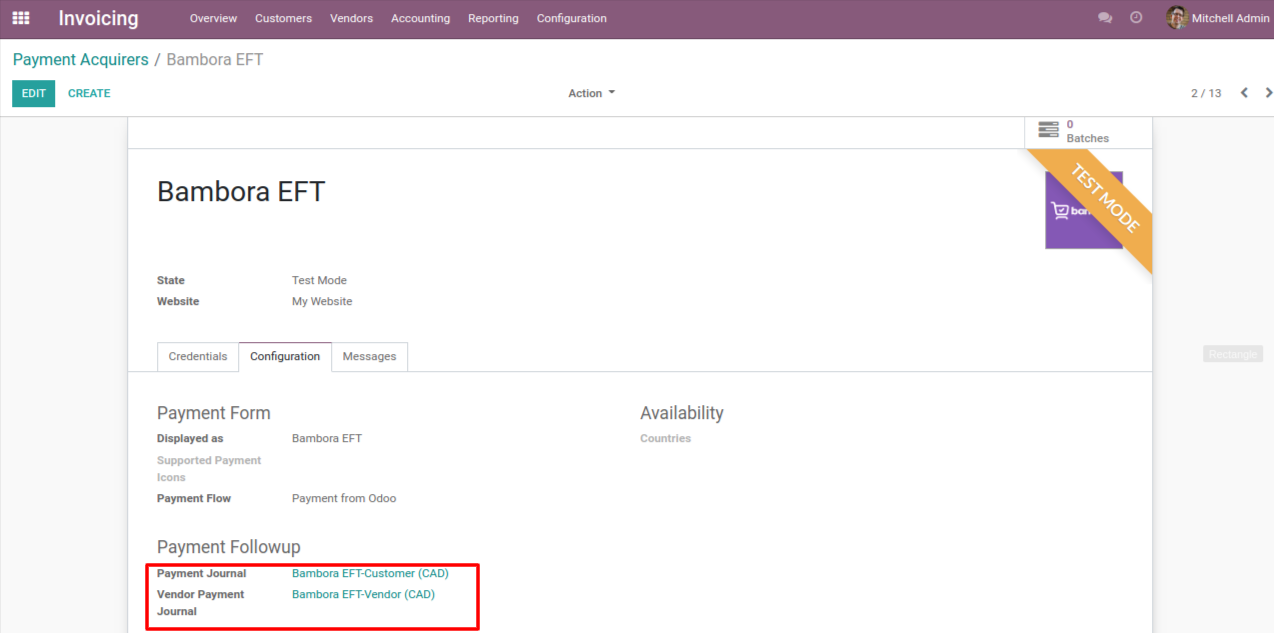 Invoicing Overview Customers Vendors Accounting Reporting Configuration Mitchell Admin
Payment Acquirers / Bambora EFT
EDIT CREATE Action 2 / 13
0
Batches
Bambora EFT
TEST MODE
State Test Mode
Website My Website
Credentials Configuration Messages
Payment Form Availability
Displayed as Bambora EFT Countries
Supported Payment
Icons
Payment Flow Payment from Odoo
Payment Followup
Payment Journal Bambora EFT-Customer (CAD)
Vendor Payment Bambora EFT-Vendor (CAD)
Journal
Rectangle